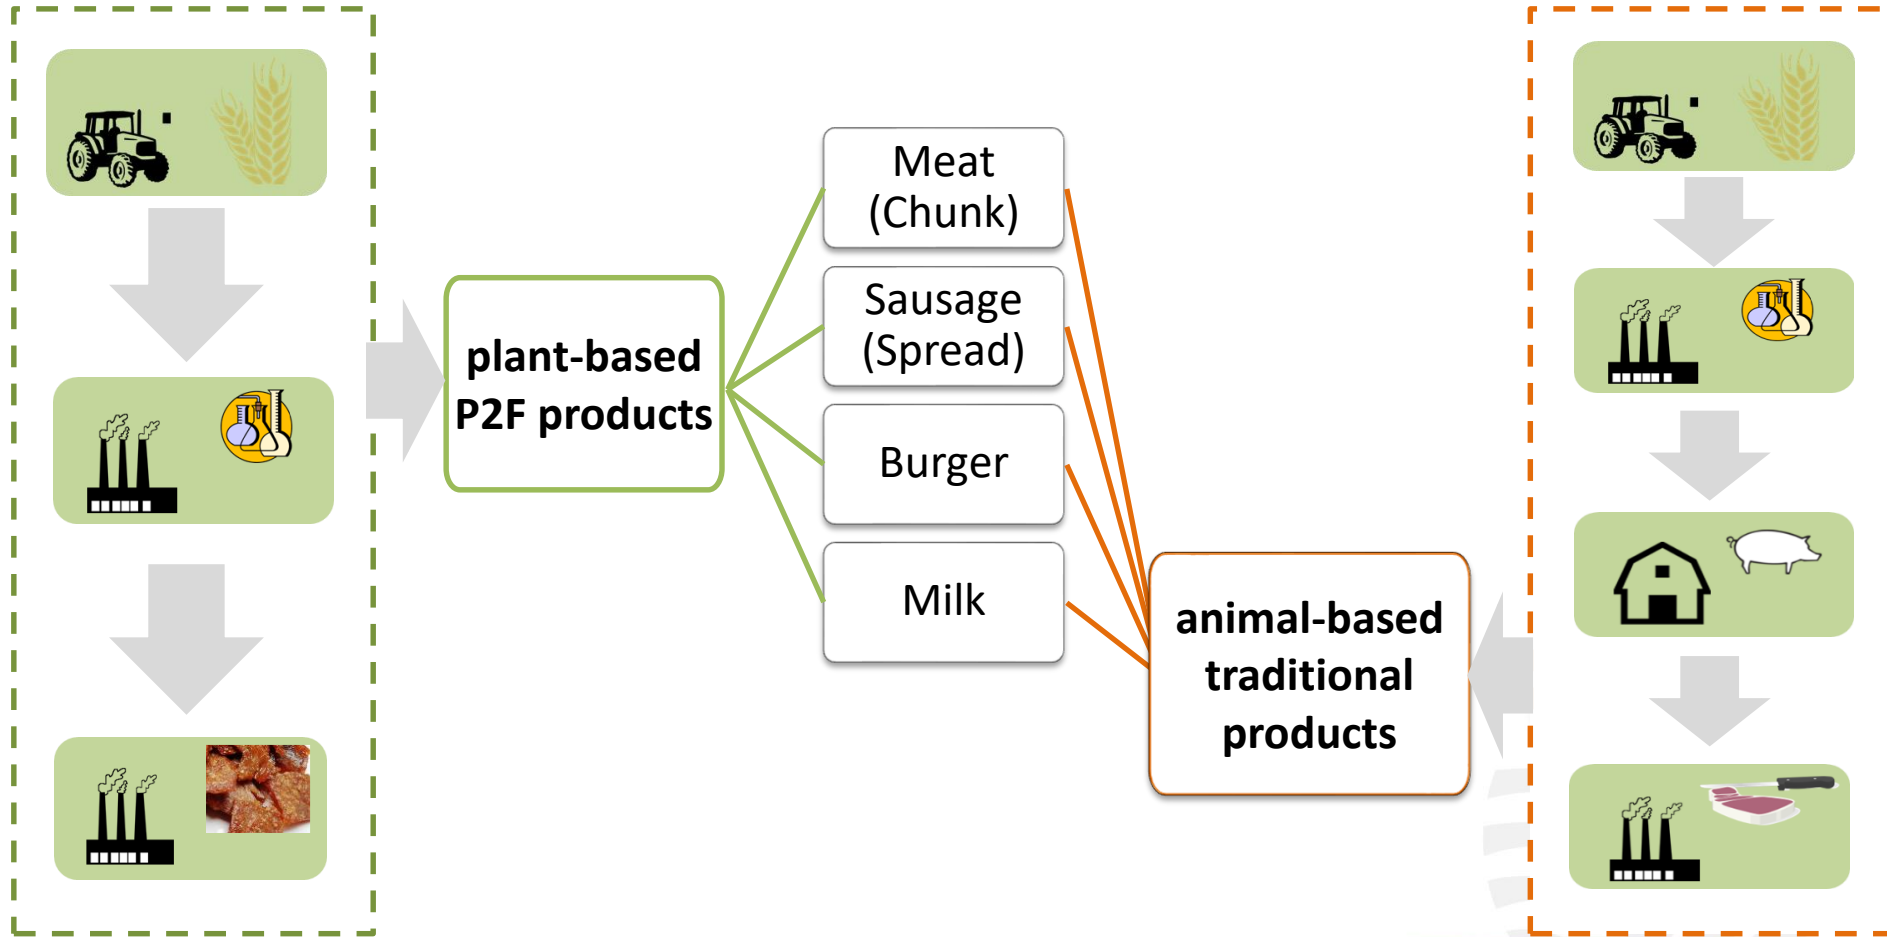 plant-based
P2F products
Meat
(Chunk)
Sausage
(Spread)
Burger
Milk
animal-based
traditional
products